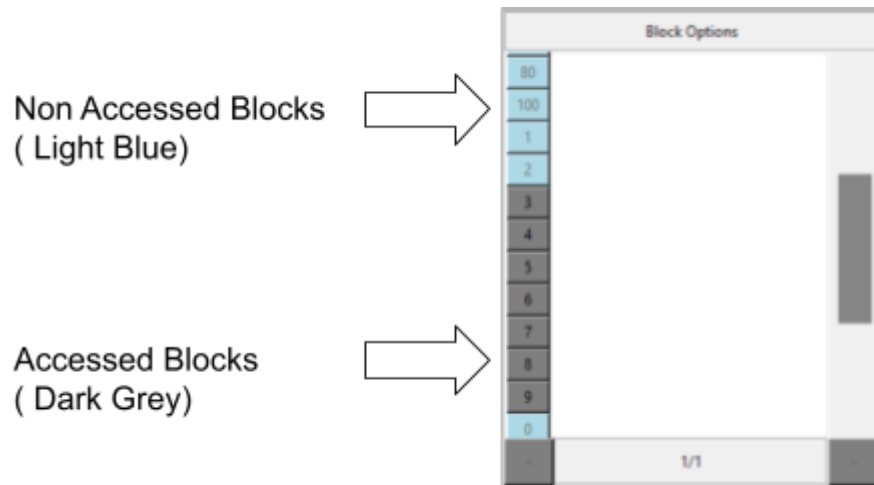 Block Options
80
100
Non Accessed Blocks
( Light Blue)
1
2
3
4
5
6
7
8
9
Accessed Blocks
( Dark Grey)
0
< 1/1 >